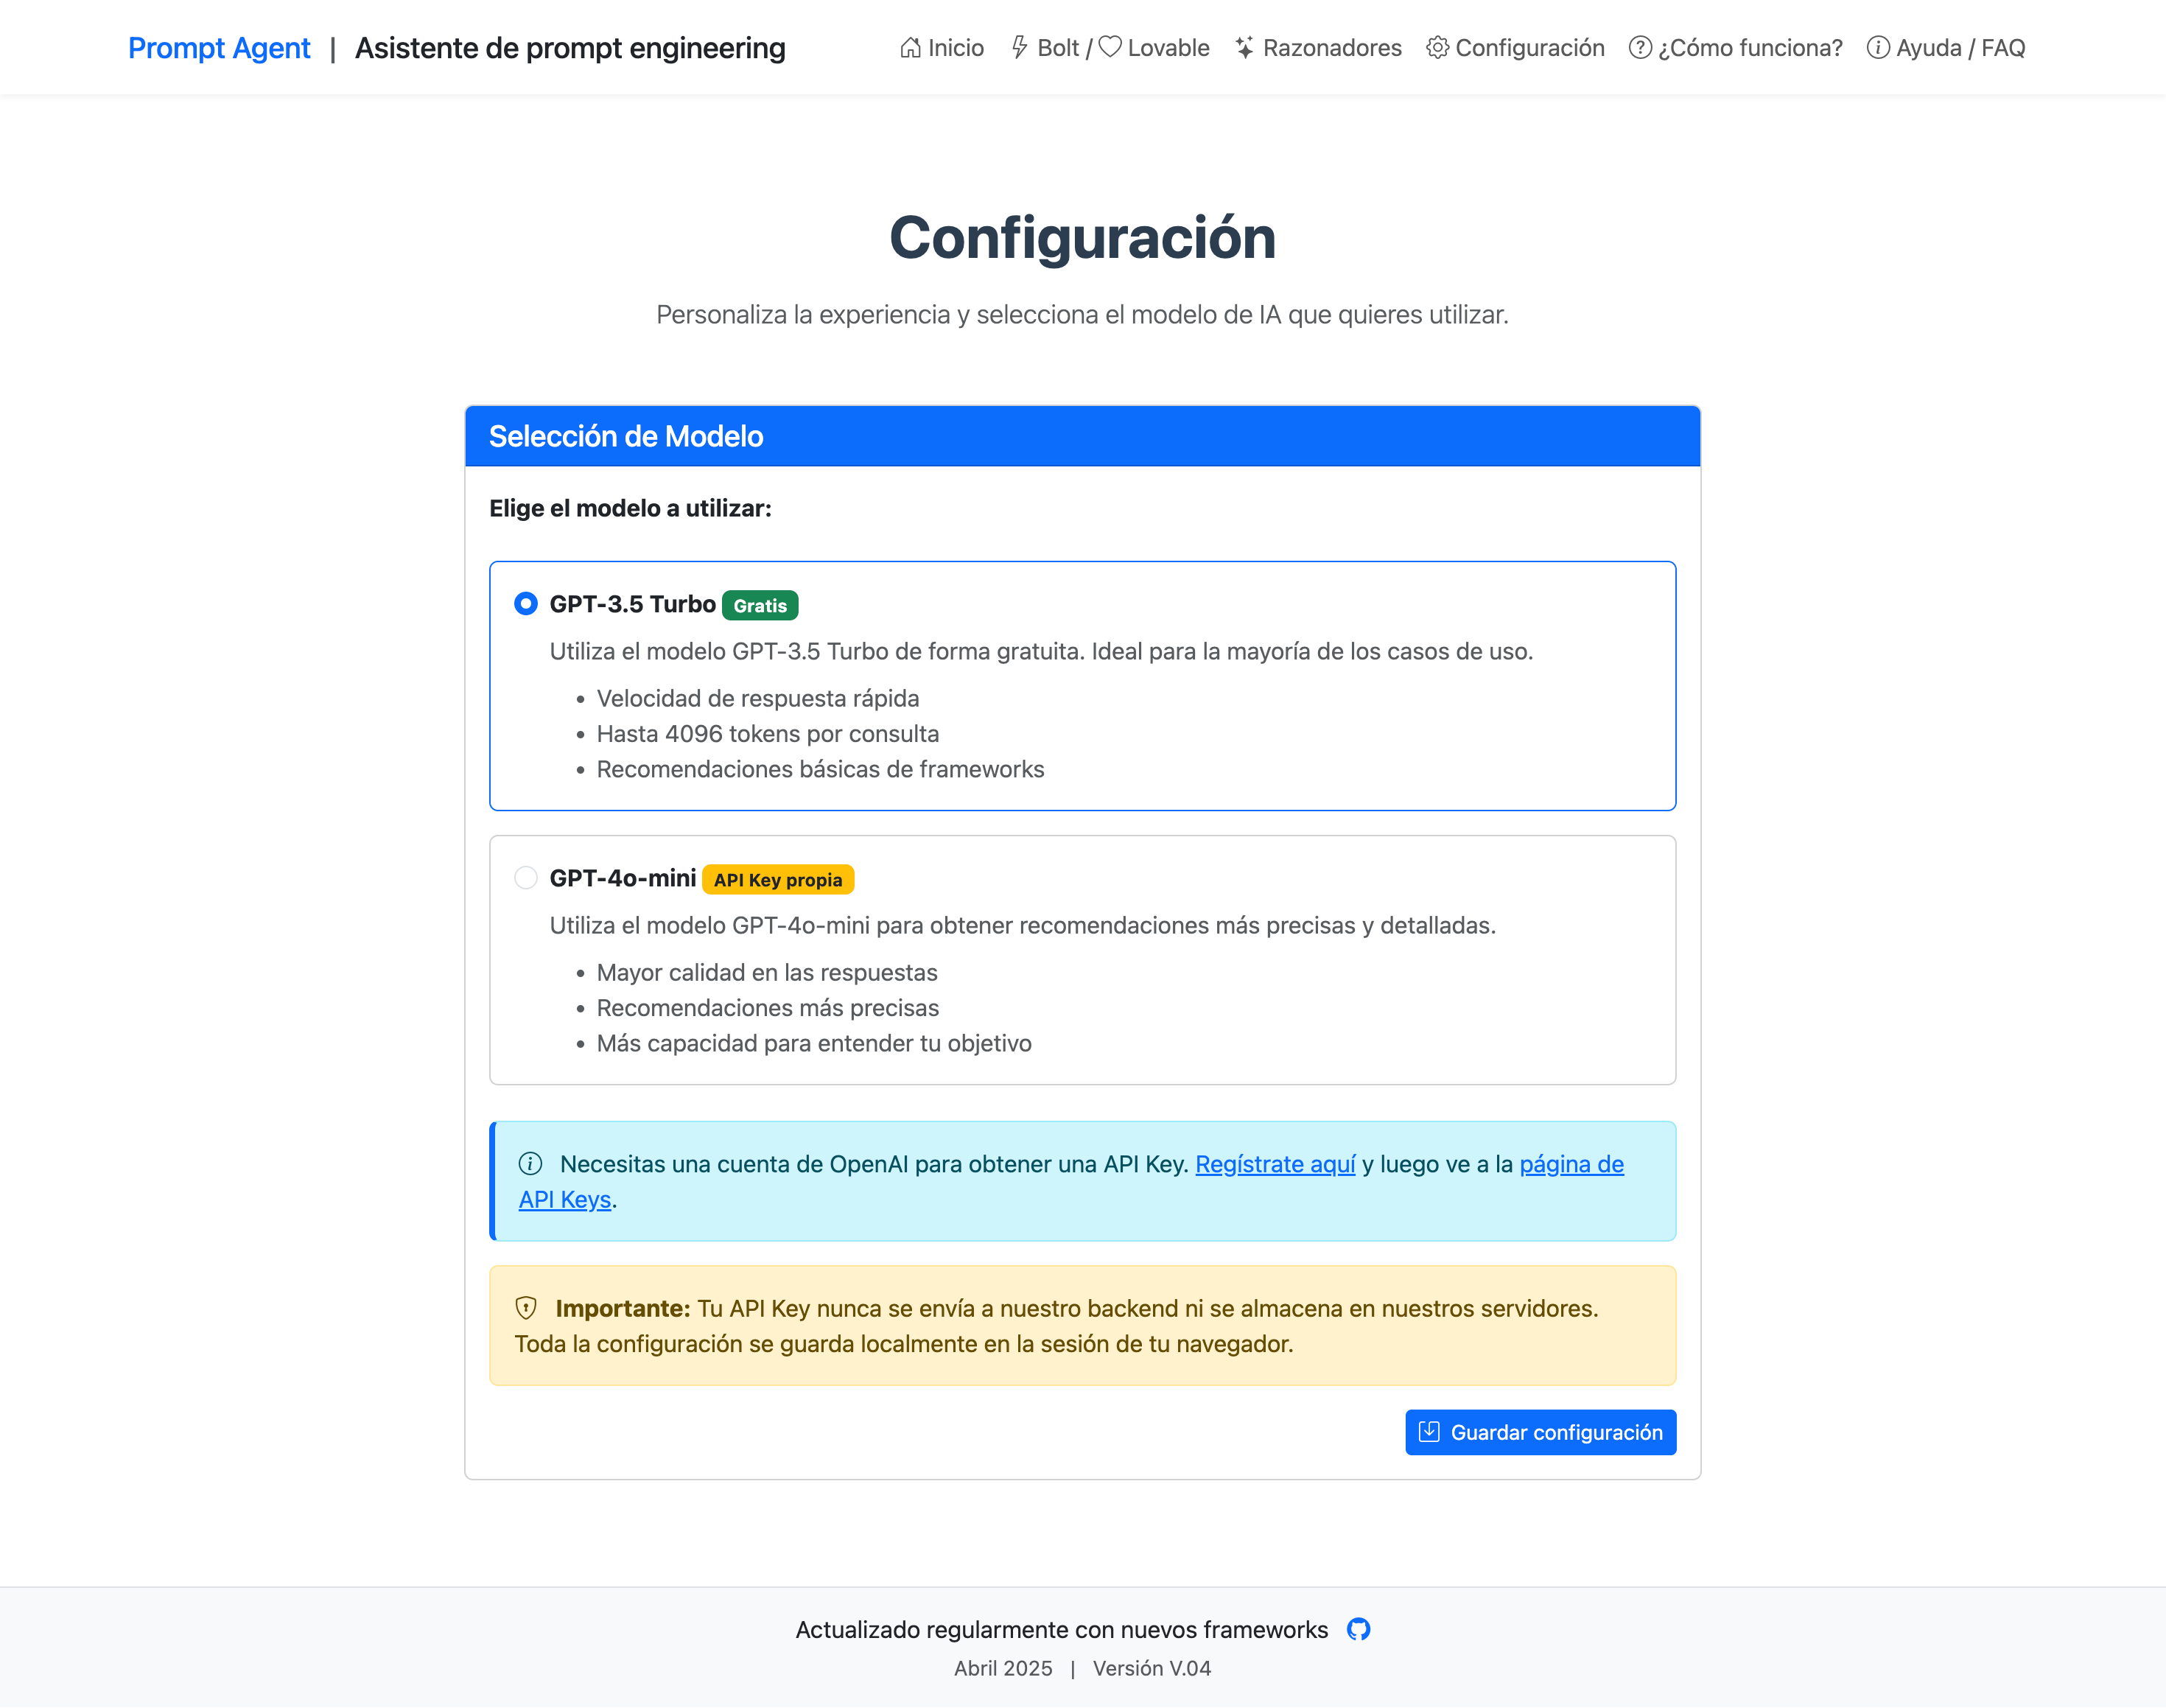 Prompt Agent | Asistente de prompt engineering
Inicio Bolt / Lovable Razonadores Configuración ¿Cómo funciona? Ayuda / FAQ
Configuración
Personaliza la experiencia y selecciona el modelo de IA que quieres utilizar.
Selección de Modelo
Elige el modelo a utilizar:
GPT-3.5 Turbo Gratis
Utiliza el modelo GPT-3.5 Turbo de forma gratuita. Ideal para la mayoría de los casos de uso.
• Velocidad de respuesta rápida
• Hasta 4096 tokens por consulta
• Recomendaciones básicas de frameworks
GPT-4o-mini API Key propia
Utiliza el modelo GPT-4o-mini para obtener recomendaciones más precisas y detalladas.
• Mayor calidad en las respuestas
• Recomendaciones más precisas
• Más capacidad para entender tu objetivo
Necesitas una cuenta de OpenAI para obtener una API Key. Regístrate aquí y luego ve a la página de
API Keys.
Importante: Tu API Key nunca se envía a nuestro backend ni se almacena en nuestros servidores.
Toda la configuración se guarda localmente en la sesión de tu navegador.
Guardar configuración
Actualizado regularmente con nuevos frameworks
Abril 2025 | Versión V.04